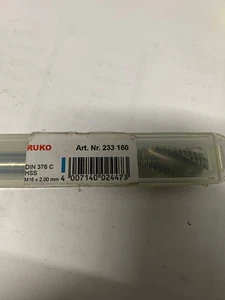 RUKO Art. Nr. 233 160
DIN 376 C
HSS
M16 x 2,00 mm
4 007140 024473